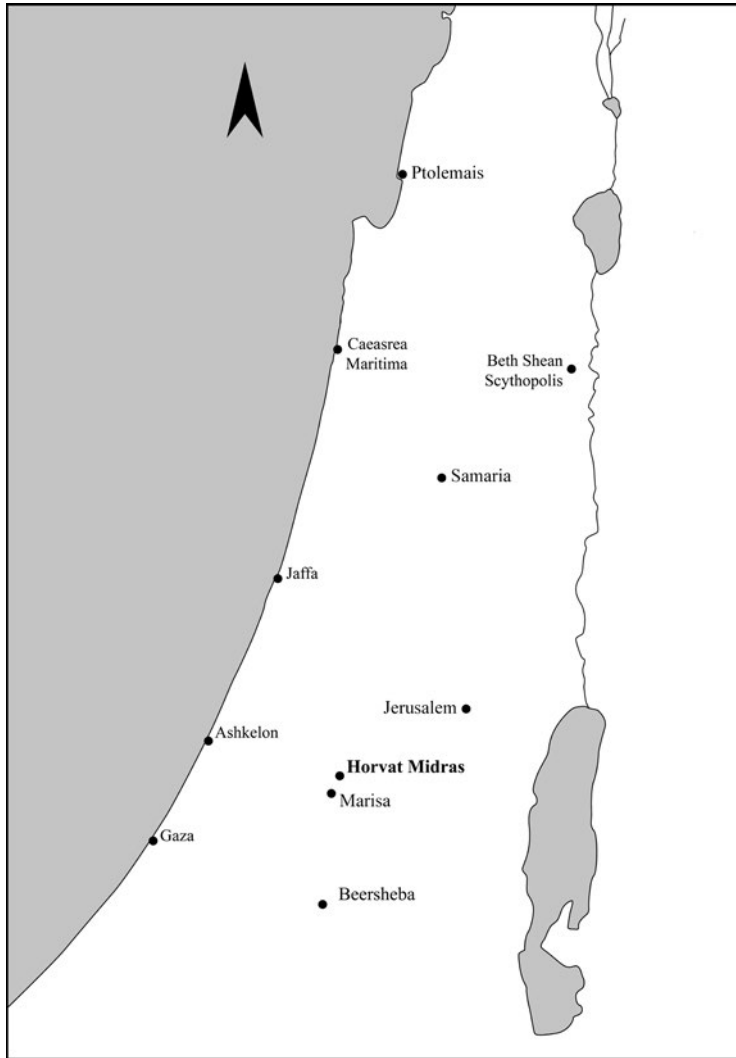 Ptolemais
Caeasrea
Maritima
Beth Shean
Scythopolis
Samaria
Jaffa
Jerusalem
Ashkelon
Horvat Midras
Marisa
Gaza
Beersheba